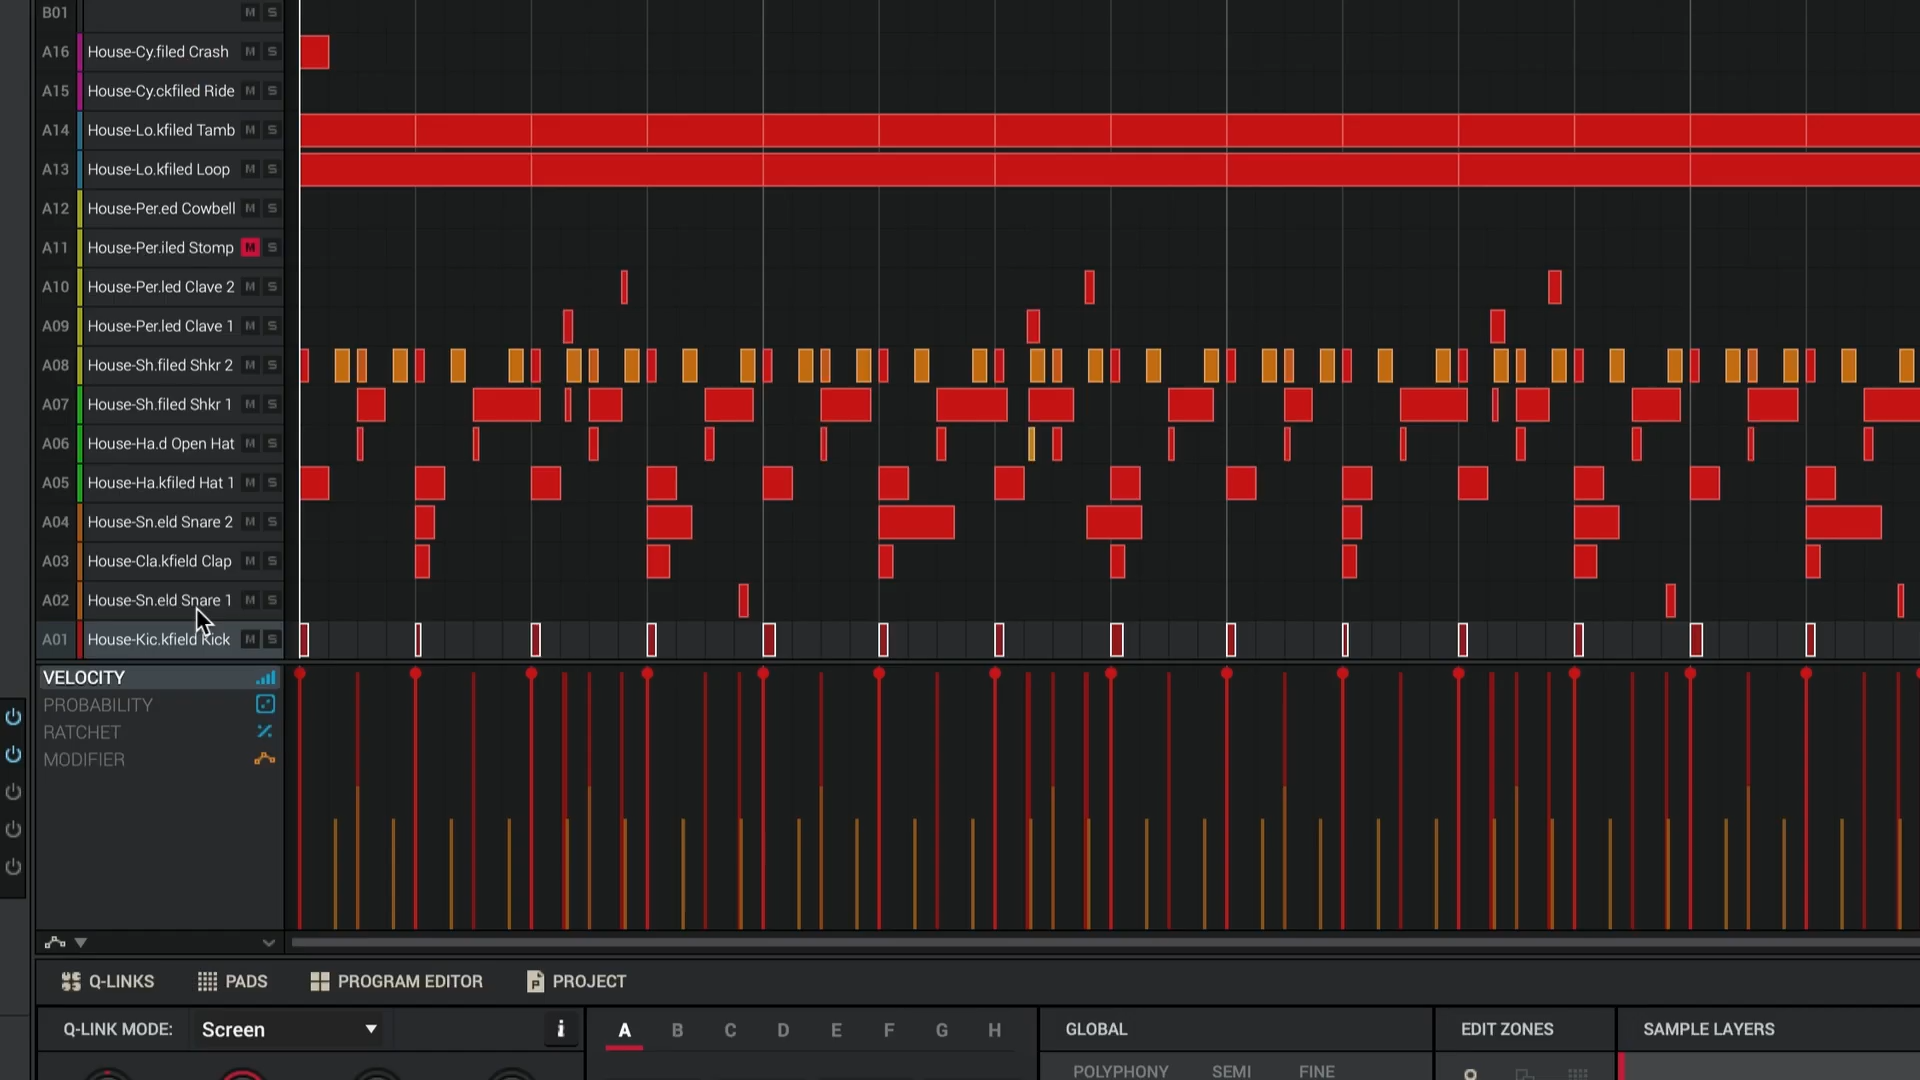 B01 M S
A16 House-Cy.filed Crash M S
A15 House-Cy.ckfiled Ride M S
A14 House-Lo.kfiled Tamb M S
A13 House-Lo.kfiled Loop M S
A12 House-Per.ed Cowbell M S
A11 House-Per.iled Stomp M S
A10 House-Per.led Clave 2 M S
A09 House-Per.led Clave 1 M S
A08 House-Sh.filed Shkr 2 M S
A07 House-Sh.filed Shkr 1 M S
A06 House-Ha.d Open Hat M S
A05 House-Ha.kfiled Hat 1 M S
A04 House-Sn.eld Snare 2 M S
A03 House-Cla.kfield Clap M S
A02 House-Sn.eld Snare 1 M S
A01 House-Kic.kfield Kick M S
VELOCITY
PROBABILITY
RATCHET
MODIFIER
Q-LINKS PADS PROGRAM EDITOR PROJECT
Q-LINK MODE: Screen i A B C D E F G H GLOBAL EDIT ZONES SAMPLE LAYERS
POLYPHONY SEMI FINE